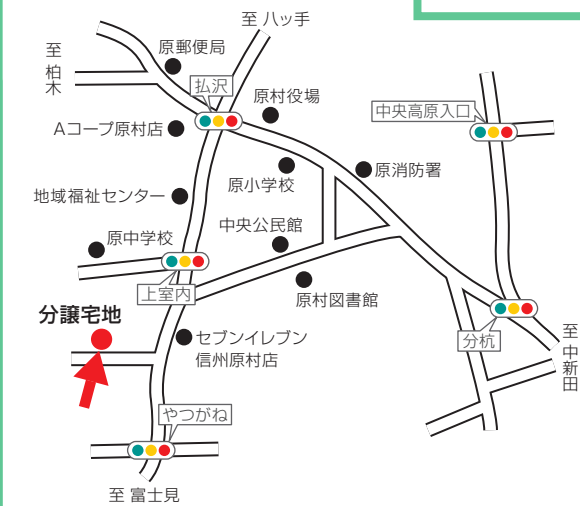 至 八ッ手
原郵便局
至
柏
木
払沢
原村役場
中央高原入口
Aコープ原村店
原小学校
原消防署
地域福祉センター
中央公民館
原中学校
上室内
原村図書館
分譲宅地
セブンイレブン
信州原村店
分杭
至
中
新
田
やつがね
至 富士見